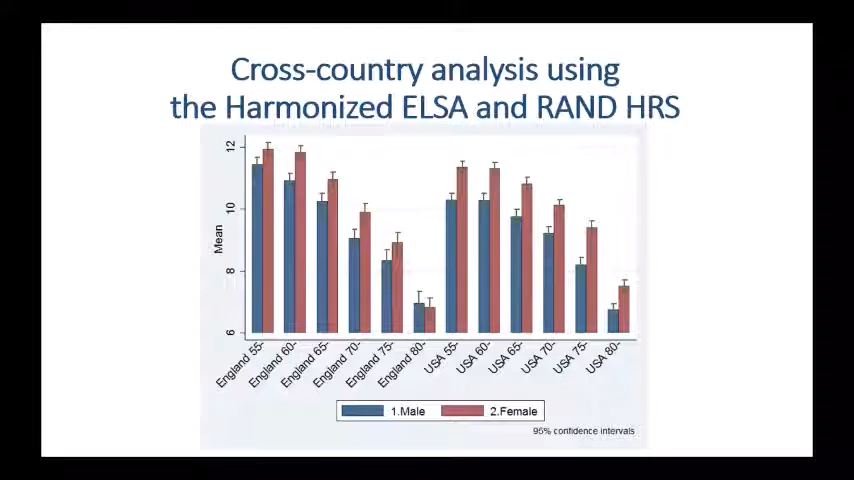 Cross-country analysis using
the Harmonized ELSA and RAND HRS
12
10
8
6
Mean
England 55-
England 60-
England 65-
England 70-
England 75-
England 80-
USA 55-
USA 60-
USA 65-
USA 70-
USA 75-
USA 80-
1.Male 2.Female
95% confidence intervals